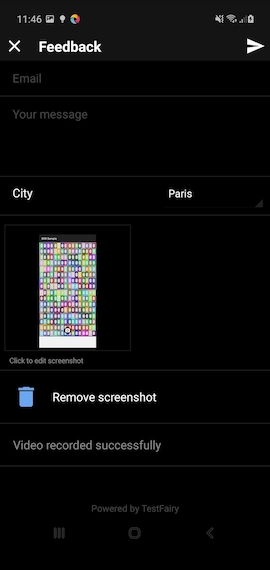 11:46
Feedback
Email
Your message
City Paris
Click to edit screenshot
Remove screenshot
Video recorded successfully
Powered by TestFairy